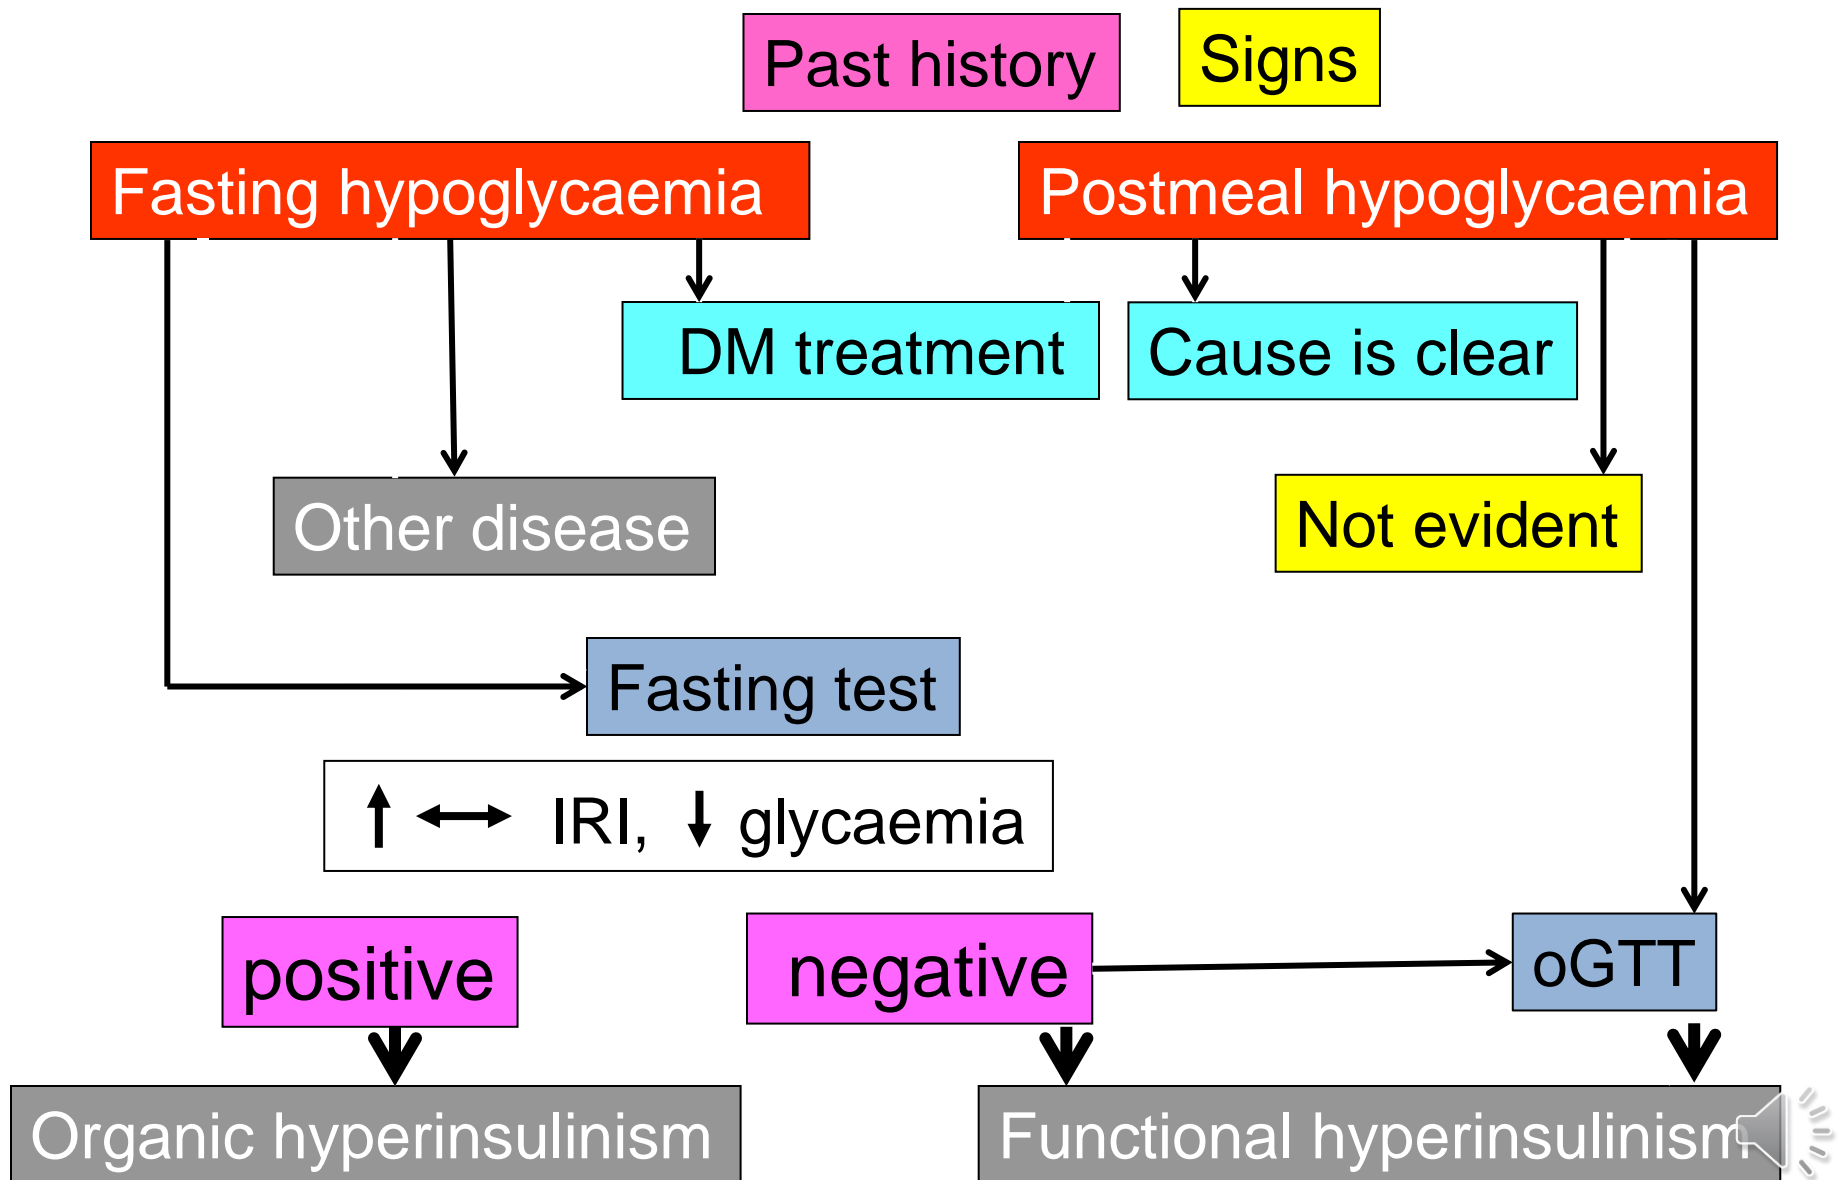 Past history
Signs
Fasting hypoglycaemia
Postmeal hypoglycaemia
DM treatment
Cause is clear
Other disease
Not evident
Fasting test
↑ ↔ IRI, ↓ glycaemia
positive
negative
oGTT
Organic hyperinsulinism
Functional hyperinsulinism